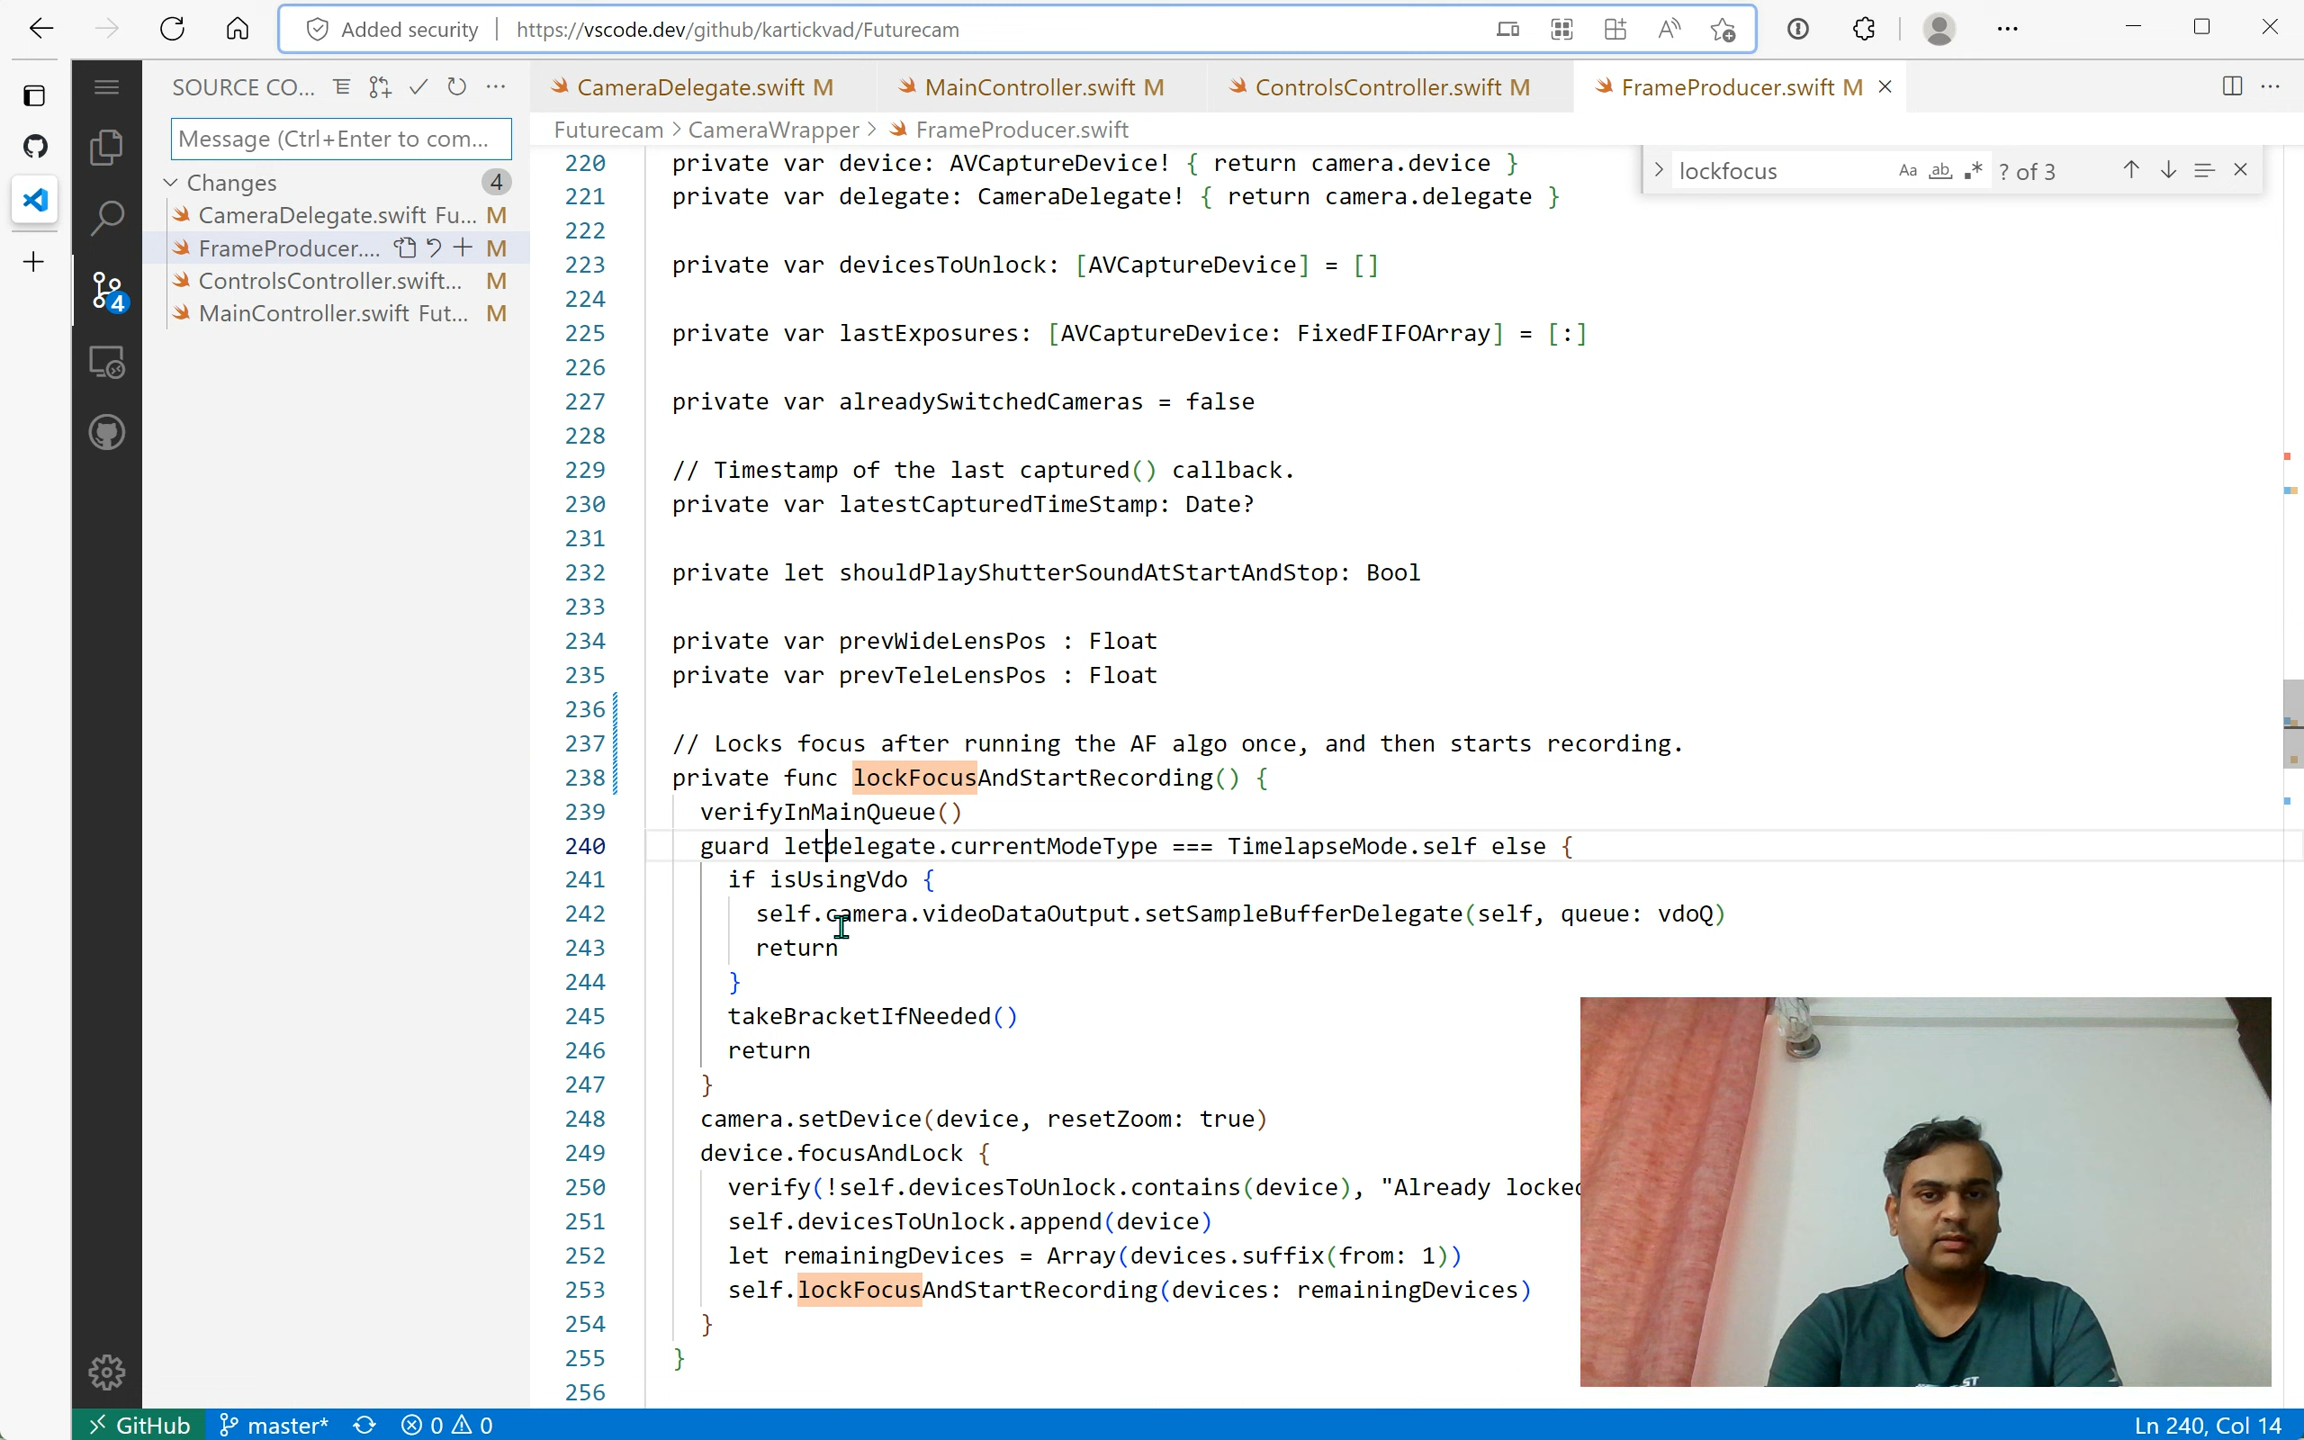 Added security | https://vscode.dev/github/kartickvad/Futurecam
SOURCE CO...
CameraDelegate.swift M
MainController.swift M
ControlsController.swift M
FrameProducer.swift M
Message (Ctrl+Enter to com...
Futurecam > CameraWrapper > FrameProducer.swift
Changes 4
CameraDelegate.swift Fu... M
FrameProducer.... M
ControlsController.swift... M
MainController.swift Fut... M
4
lockfocus Aa ab .* ? of 3
220 private var device: AVCaptureDevice! { return camera.device }
221 private var delegate: CameraDelegate! { return camera.delegate }
222
223 private var devicesToUnlock: [AVCaptureDevice] = []
224
225 private var lastExposures: [AVCaptureDevice: FixedFIFOArray] = [:]
226
227 private var alreadySwitchedCameras = false
228
229 // Timestamp of the last captured() callback.
230 private var latestCapturedTimeStamp: Date?
231
232 private let shouldPlayShutterSoundAtStartAndStop: Bool
233
234 private var prevWideLensPos : Float
235 private var prevTeleLensPos : Float
236
237 // Locks focus after running the AF algo once, and then starts recording.
238 private func lockFocusAndStartRecording() {
239 verifyInMainQueue()
240 guard letdelegate.currentModeType === TimelapseMode.self else {
241 if isUsingVdo {
242 self.camera.videoDataOutput.setSampleBufferDelegate(self, queue: vdoQ)
243 return
244 }
245 takeBracketIfNeeded()
246 return
247 }
248 camera.setDevice(device, resetZoom: true)
249 device.focusAndLock {
250 verify(!self.devicesToUnlock.contains(device), "Already locked
251 self.devicesToUnlock.append(device)
252 let remainingDevices = Array(devices.suffix(from: 1))
253 self.lockFocusAndStartRecording(devices: remainingDevices)
254 }
255 }
256
GitHub master* 0 0
Ln 240, Col 14